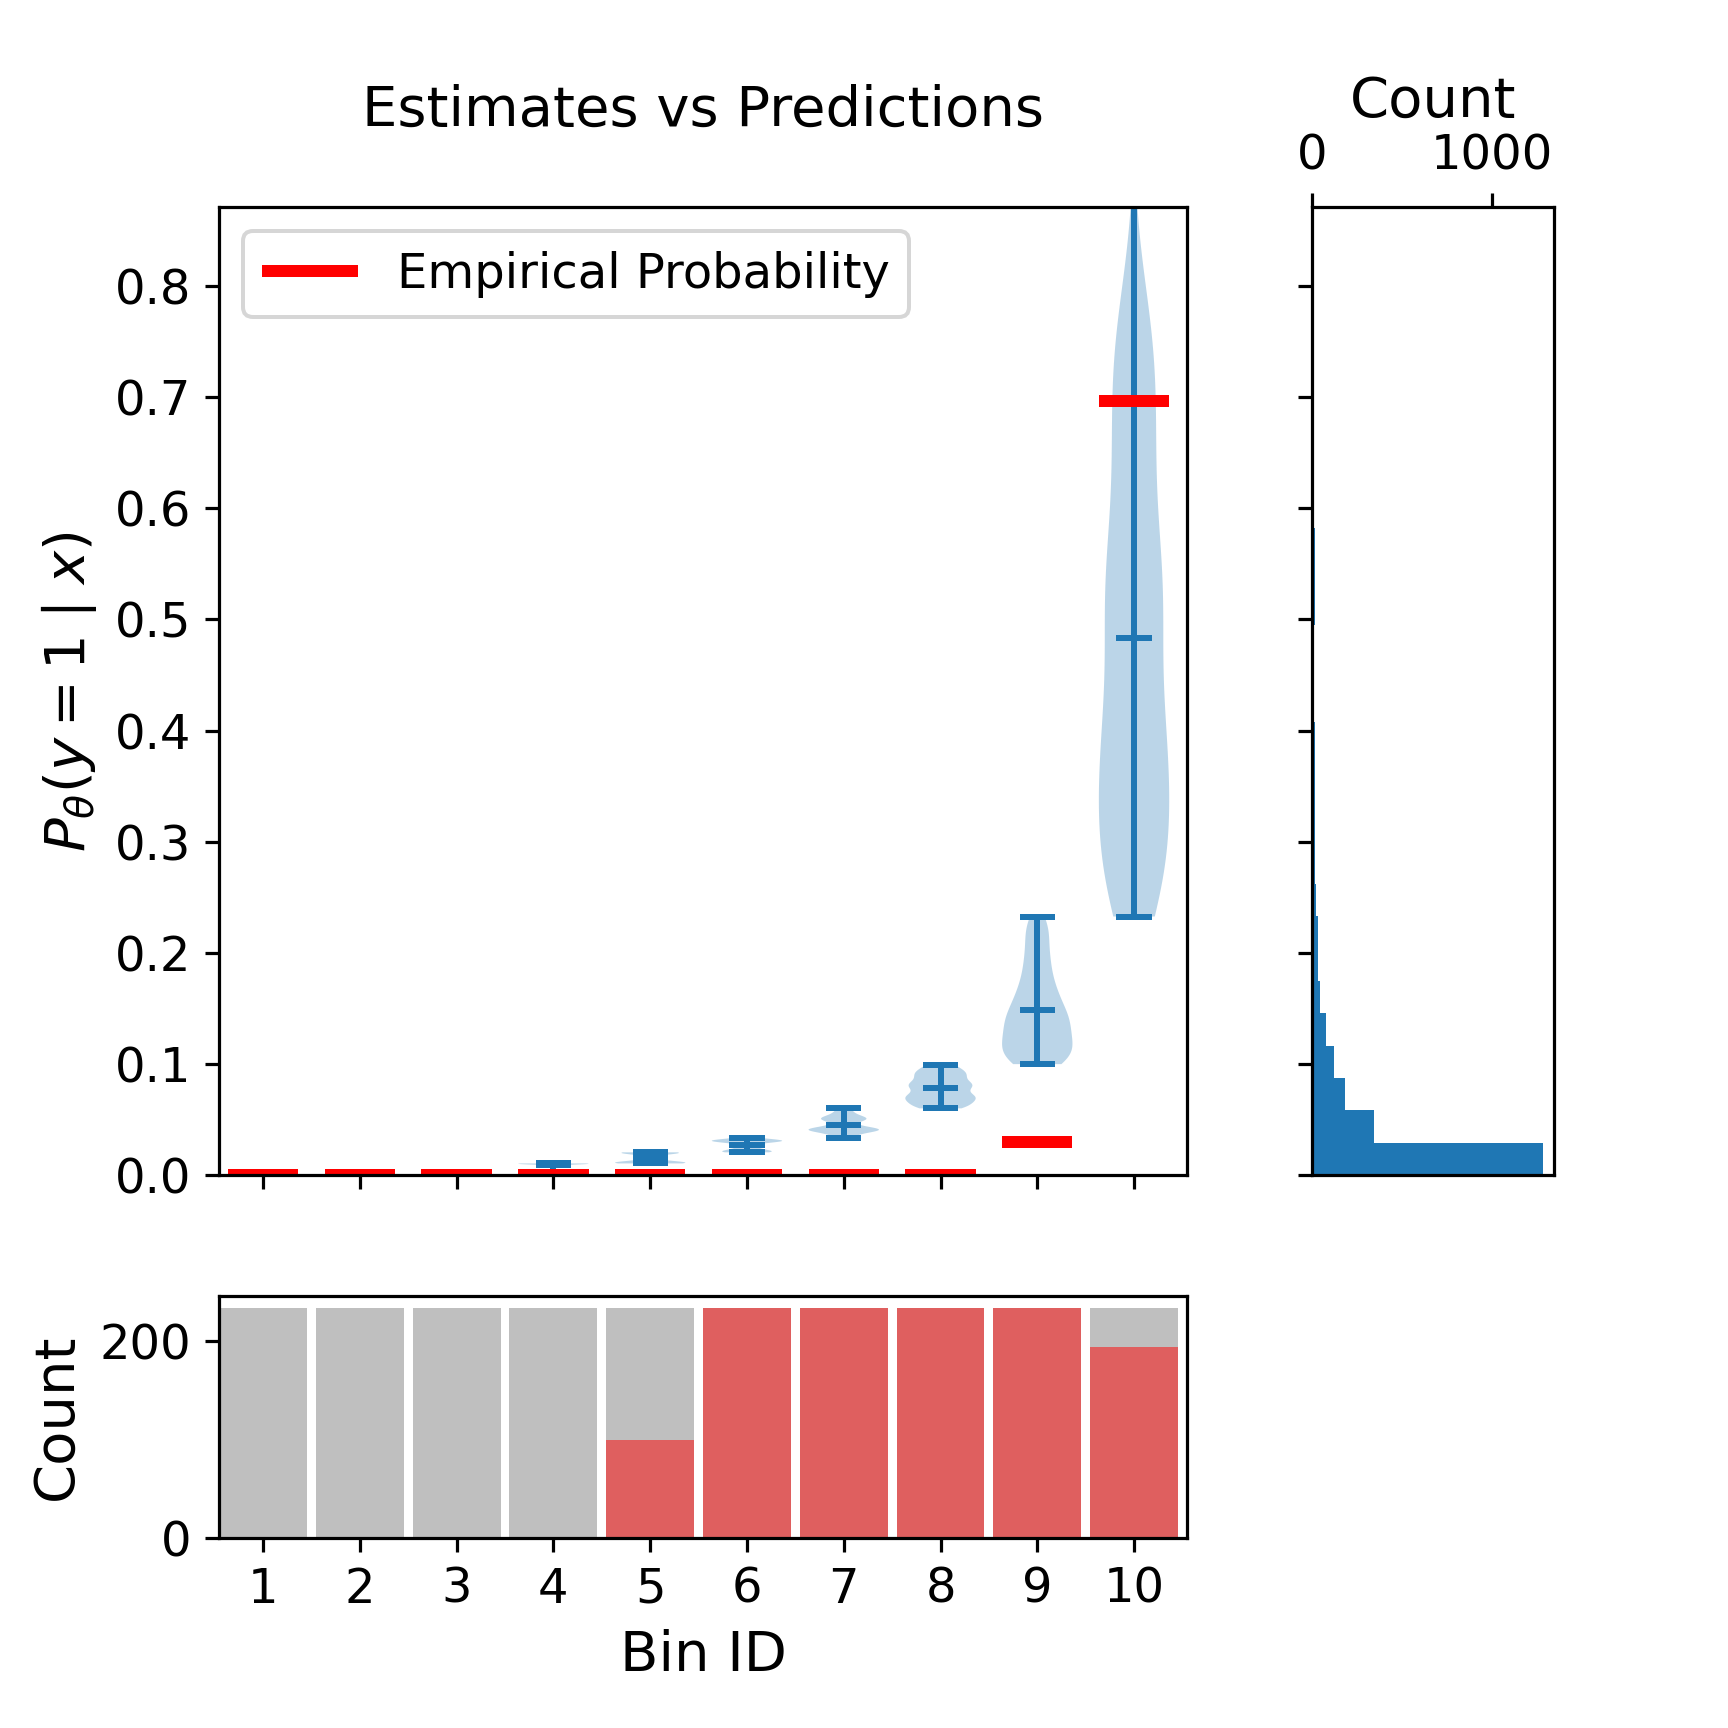 Estimates vs Predictions
Count
0 1000
Empirical Probability
0.8
0.7
0.6
0.5
0.4
0.3
0.2
0.1
0.0
P_θ(y = 1 | x)
200
0
Count
1 2 3 4 5 6 7 8 9 10
Bin ID